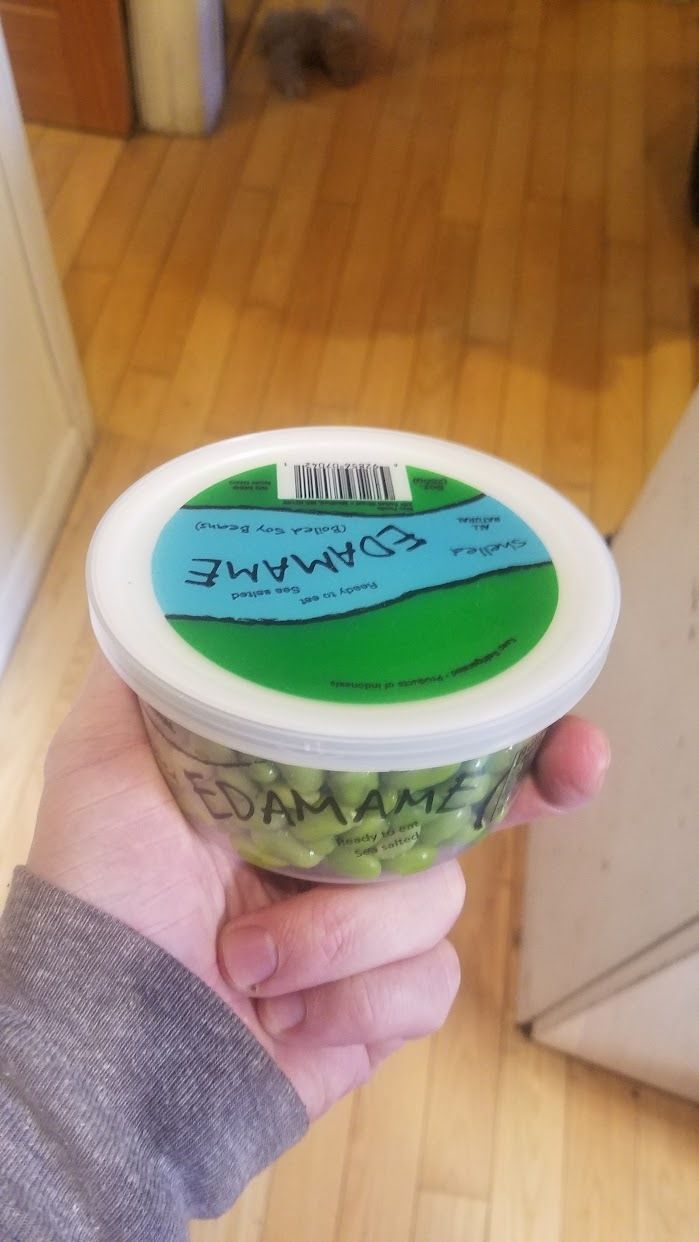 Shelled
ALL
NATURAL
EDAMAME
(Boiled Soy Beans)
Ready to eat
Sea salted
Keep Refrigerated • Products of Indonesia
EDAMAME
Ready to eat
Sea salted